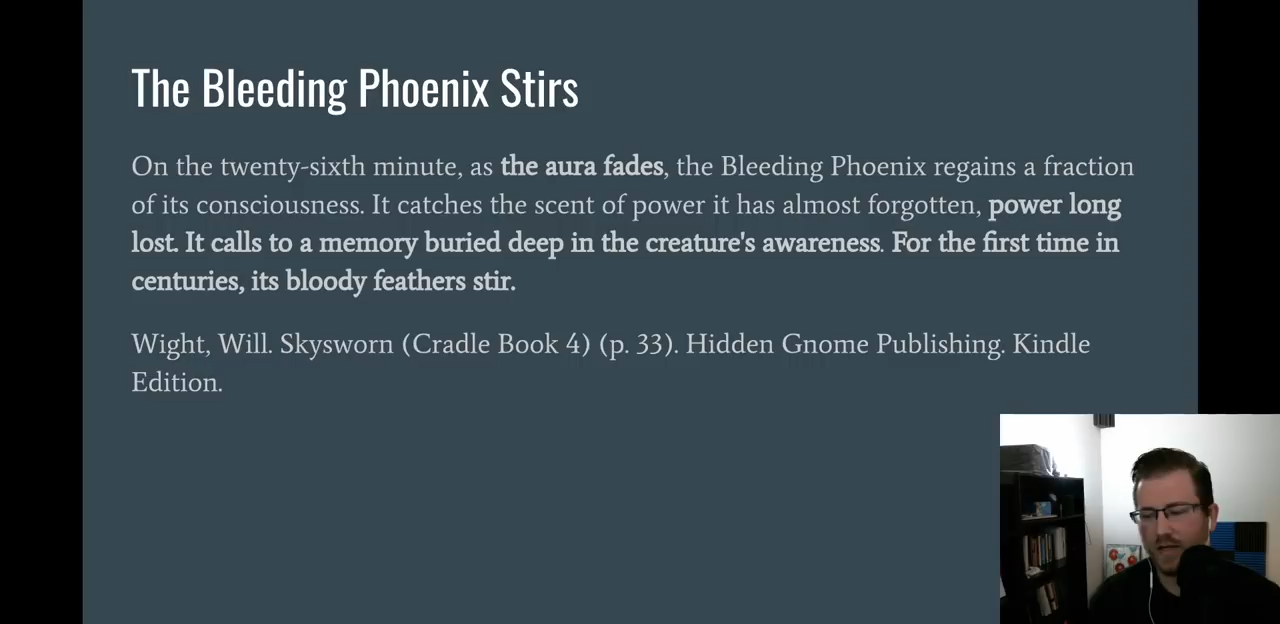 The Bleeding Phoenix Stirs
On the twenty-sixth minute, as the aura fades, the Bleeding Phoenix regains a fraction
of its consciousness. It catches the scent of power it has almost forgotten, power long
lost. It calls to a memory buried deep in the creature's awareness. For the first time in
centuries, its bloody feathers stir.
Wight, Will. Skysworn (Cradle Book 4) (p. 33). Hidden Gnome Publishing. Kindle
Edition.